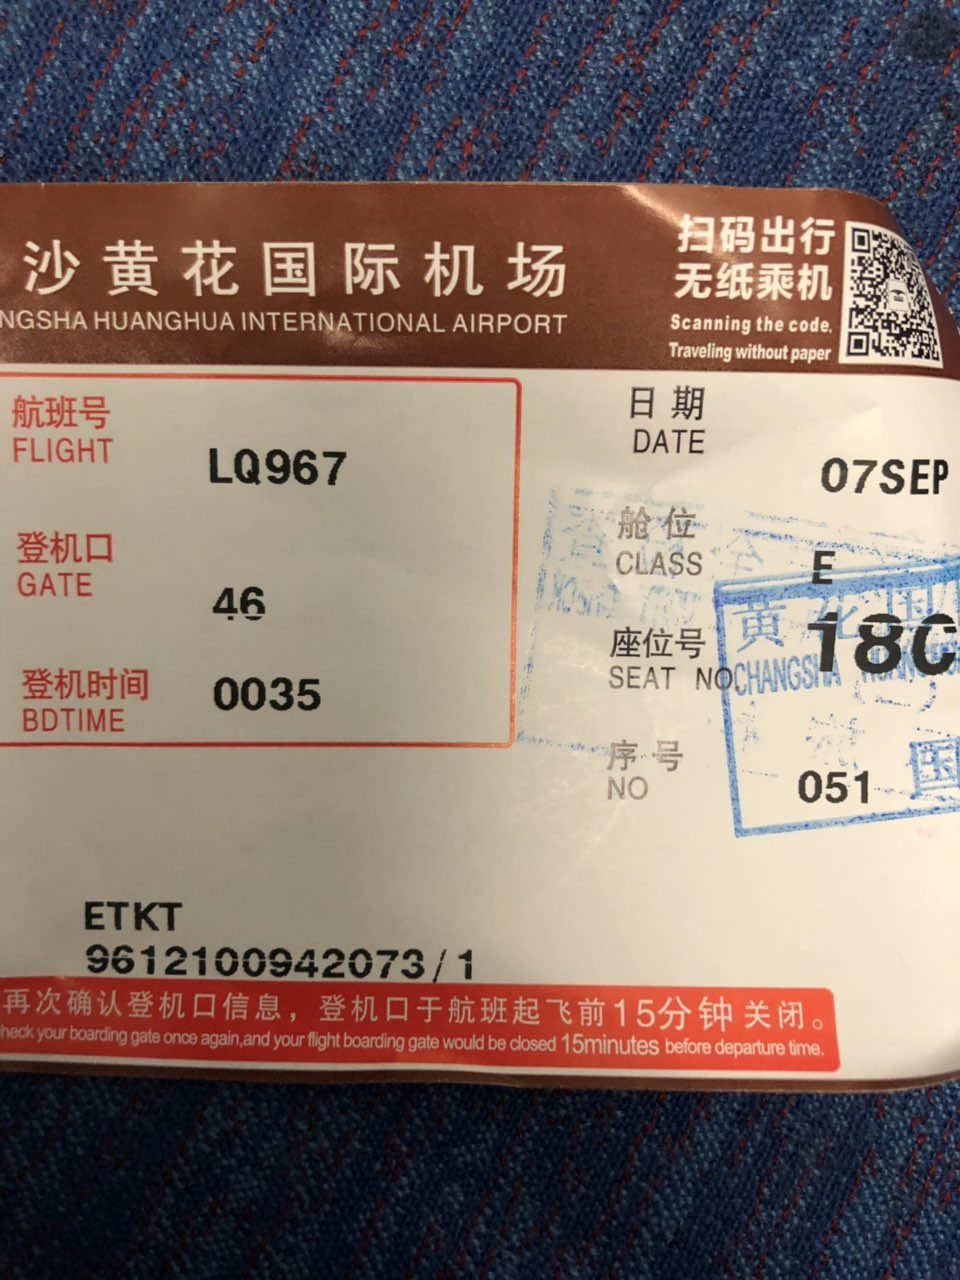 沙黄花国际机场
NGSHA HUANGHUA INTERNATIONAL AIRPORT
扫码出行
无纸乘机
Scanning the code,
Traveling without paper
航班号
FLIGHT
LQ967
日期
DATE
07SEP
登机口
GATE
46
舱位
CLASS
E
登机时间
BDTIME
0035
座位号
SEAT NO
18C
黄花国
CHANGSHA
序号
NO
051
国
ETKT
9612100942073/1
再次确认登机口信息，登机口于航班起飞前15分钟关闭。
heck your boarding gate once again,and your flight boarding gate would be closed 15minutes before departure time.